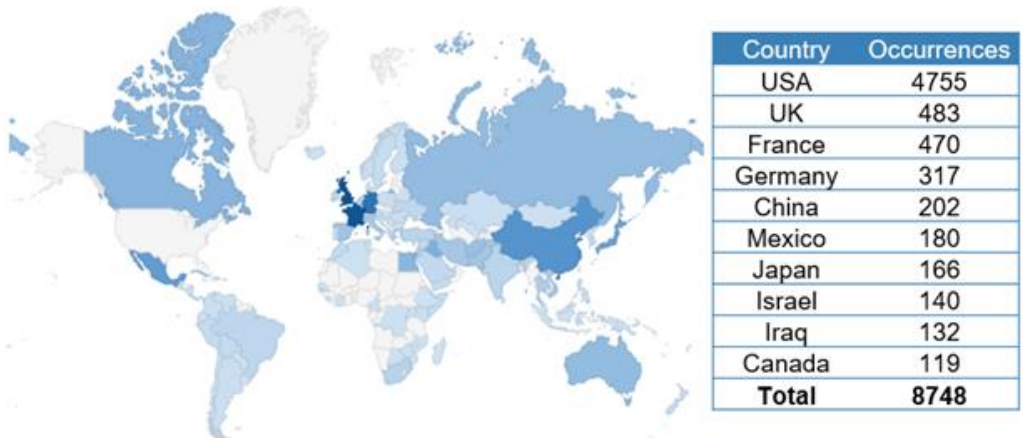 Country Occurrences
USA 4755
UK 483
France 470
Germany 317
China 202
Mexico 180
Japan 166
Israel 140
Iraq 132
Canada 119
Total 8748